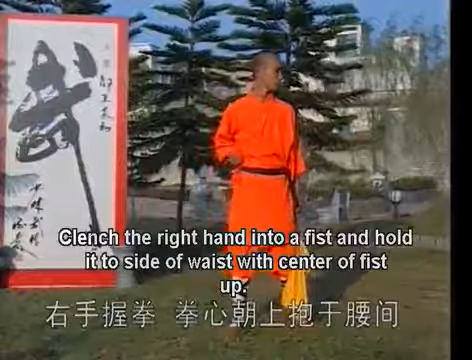 武
Clench the right hand into a fist and hold
it to side of waist with center of fist
up.
右手握拳 拳心朝上抱于腰间